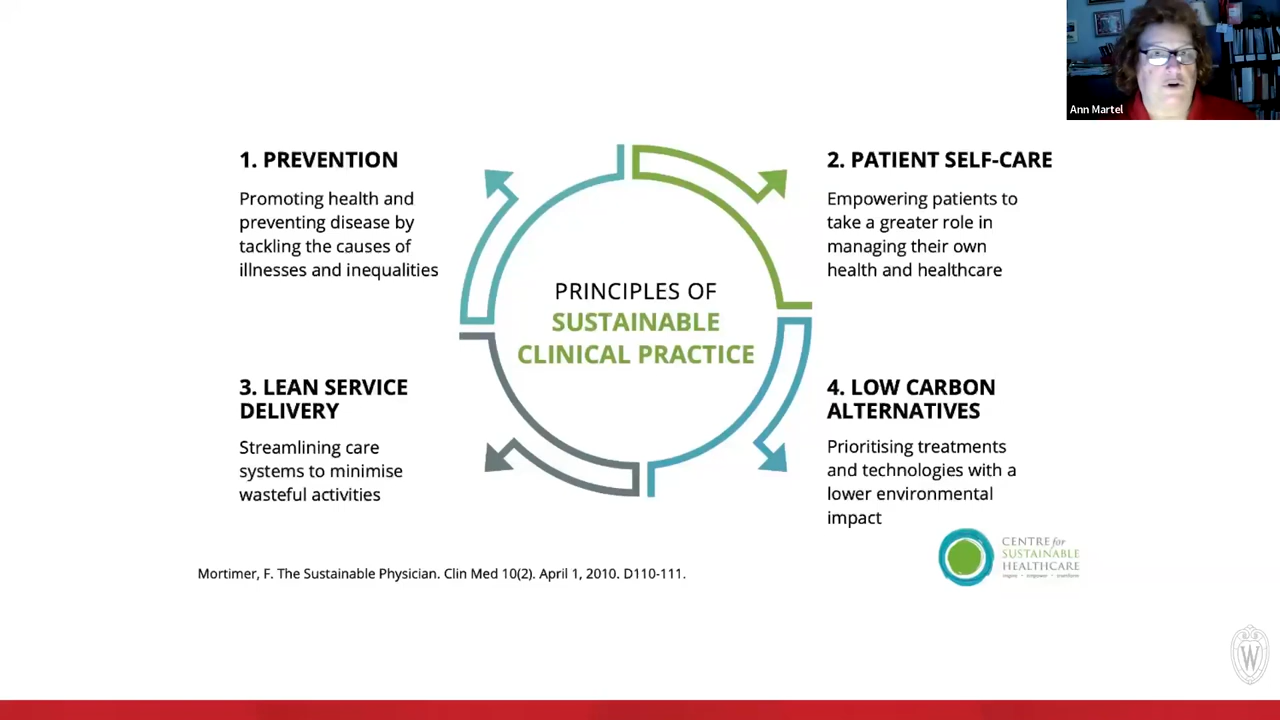 Ann Martel
1. PREVENTION
Promoting health and
preventing disease by
tackling the causes of
illnesses and inequalities
2. PATIENT SELF-CARE
Empowering patients to
take a greater role in
managing their own
health and healthcare
PRINCIPLES OF
SUSTAINABLE
CLINICAL PRACTICE
3. LEAN SERVICE
DELIVERY
Streamlining care
systems to minimise
wasteful activities
4. LOW CARBON
ALTERNATIVES
Prioritising treatments
and technologies with a
lower environmental
impact
CENTRE for
SUSTAINABLE
HEALTHCARE
inspire • empower • transform
Mortimer, F. The Sustainable Physician. Clin Med 10(2). April 1, 2010. D110-111.
W